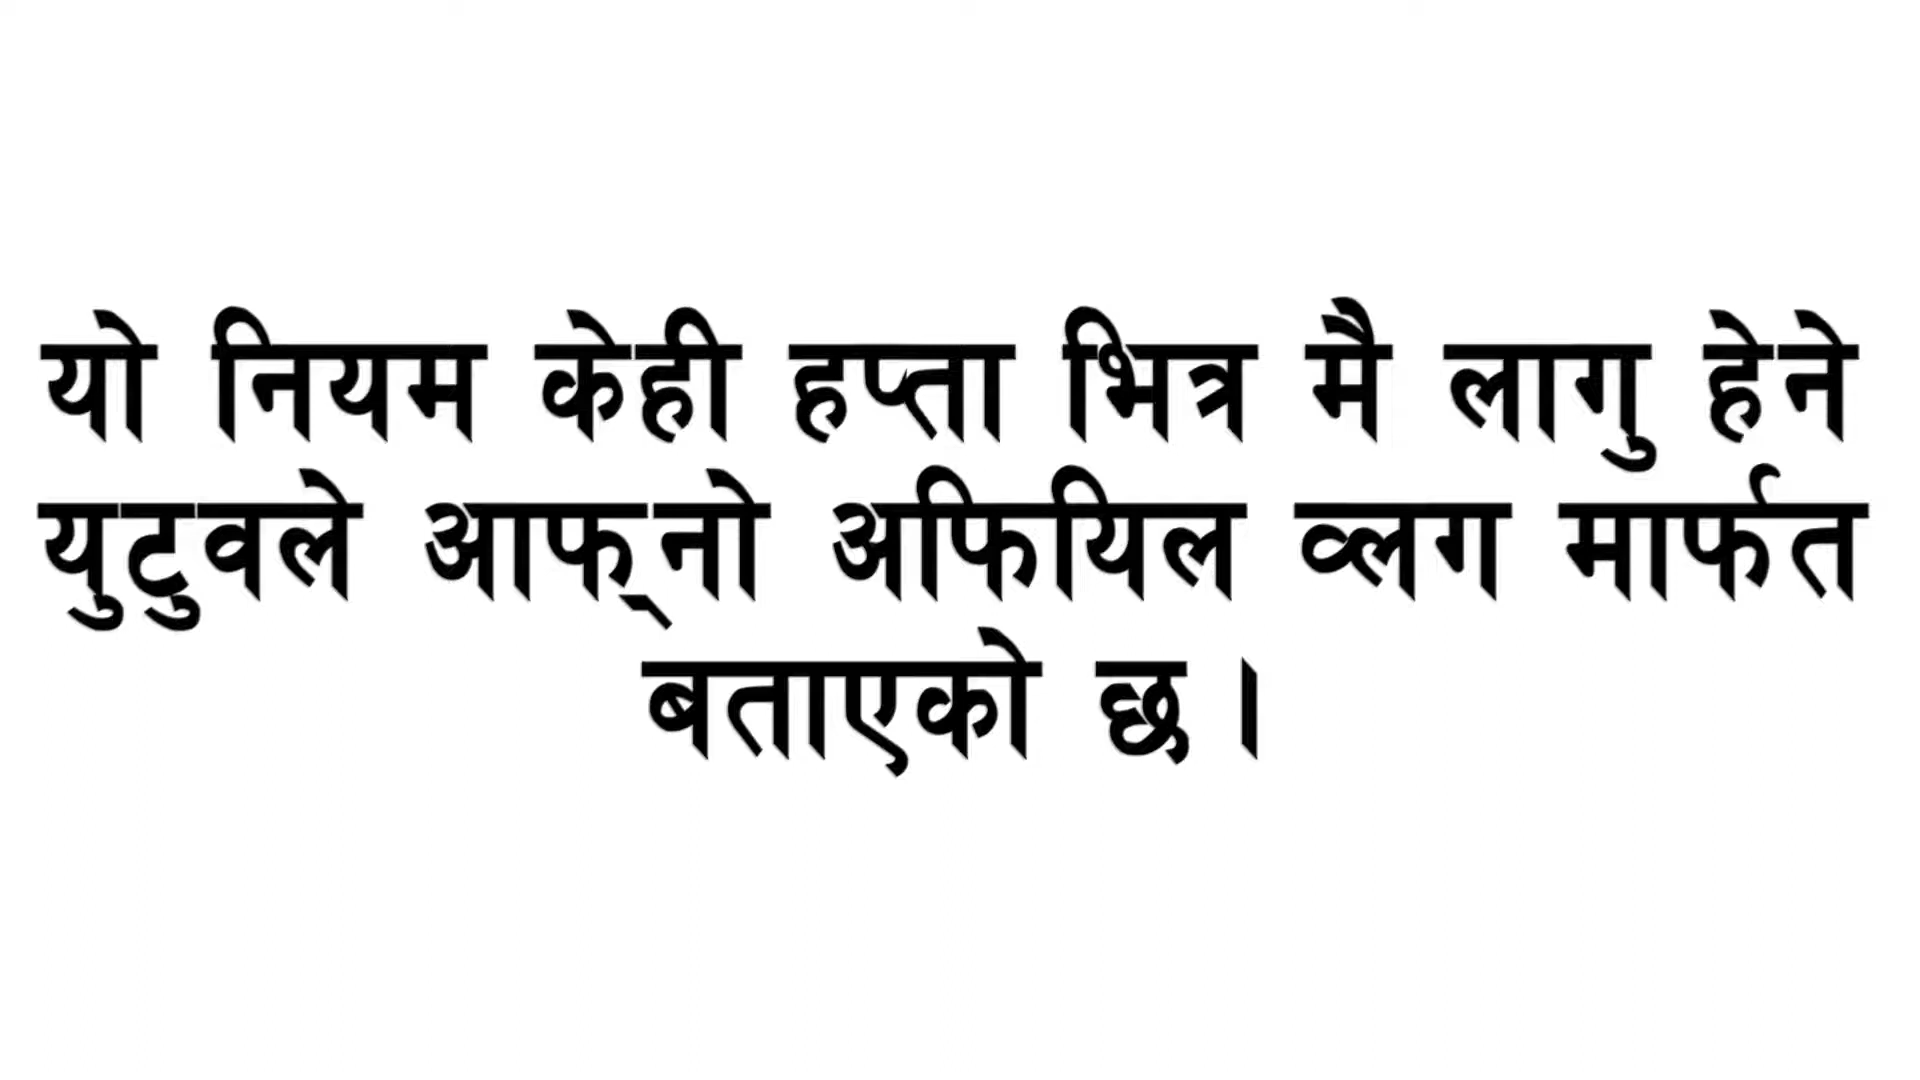 यो नियम केही हप्ता भित्र मै लागु हेने
युटुवले आफ्‌नो अफियिल व्लग मार्फत
बताएको छ ।